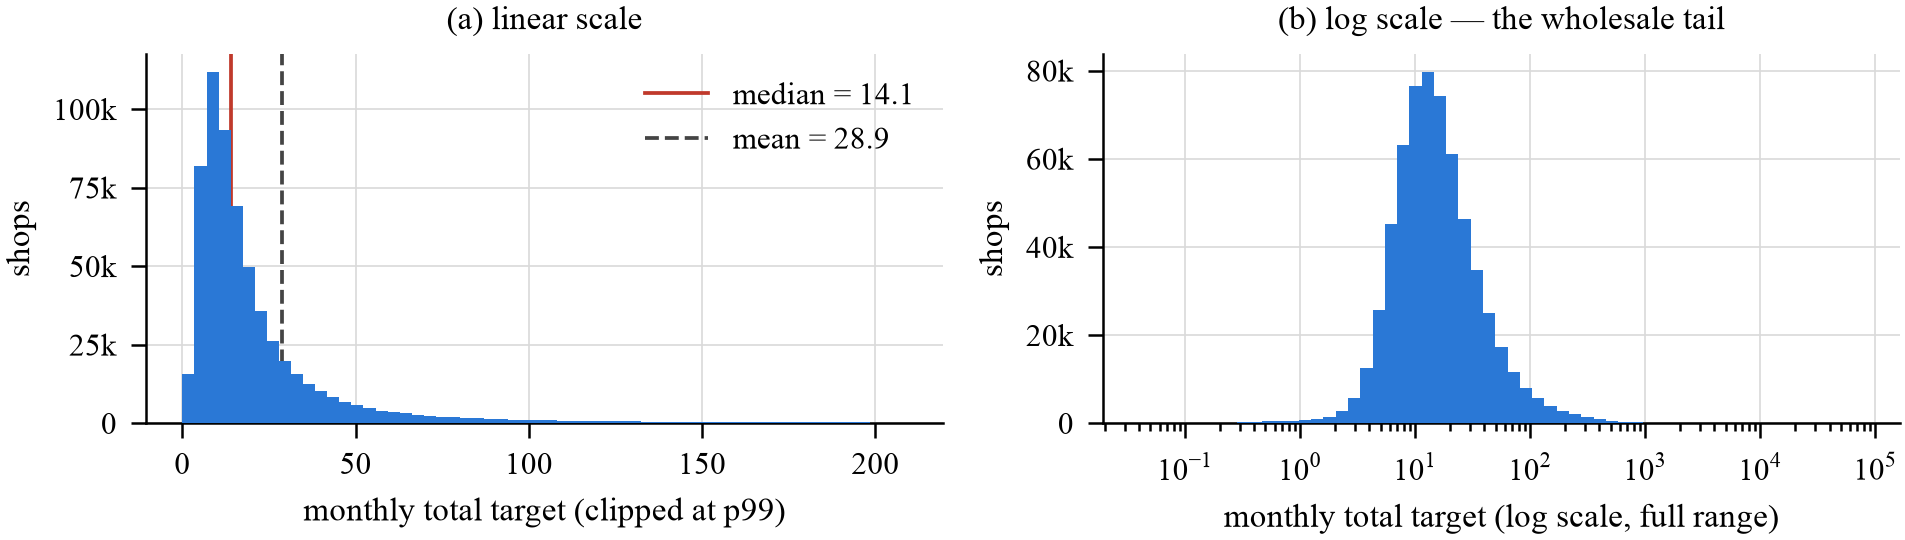 (a) linear scale
shops
100k
75k
50k
25k
0
median = 14.1
mean = 28.9
0 50 100 150 200
monthly total target (clipped at p99)
(b) log scale — the wholesale tail
shops
80k
60k
40k
20k
0
10⁻¹ 10⁰ 10¹ 10² 10³ 10⁴ 10⁵
monthly total target (log scale, full range)